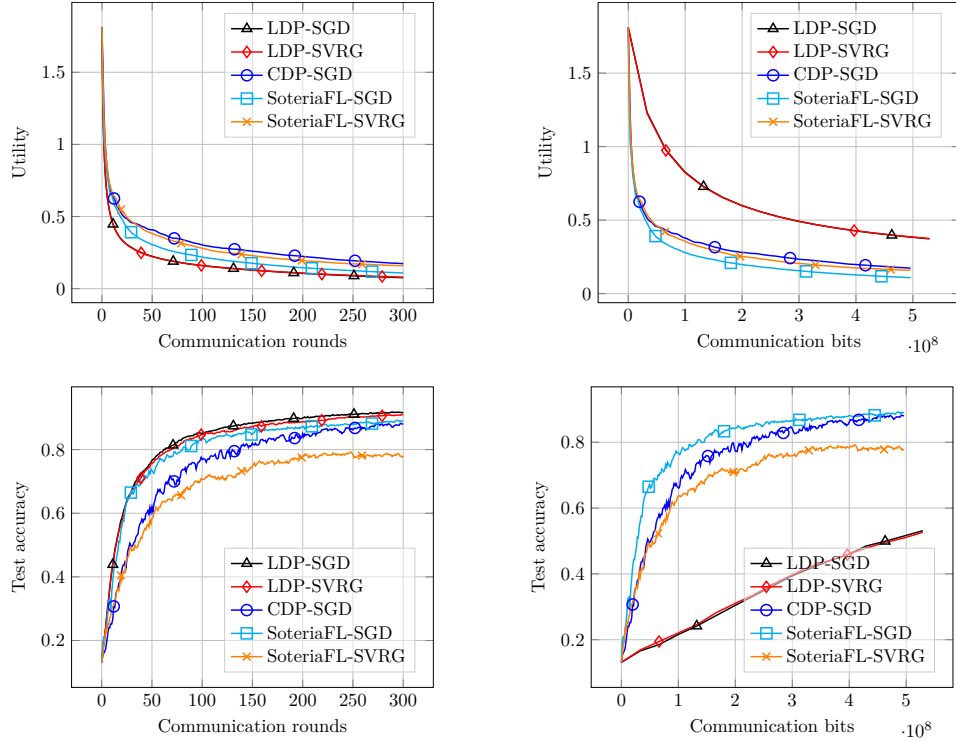 LDP-SGD
LDP-SVRG
CDP-SGD
SoteriaFL-SGD
SoteriaFL-SVRG
1.5
1
0.5
0
Utility
0 50 100 150 200 250 300
Communication rounds
LDP-SGD
LDP-SVRG
CDP-SGD
SoteriaFL-SGD
SoteriaFL-SVRG
1.5
1
0.5
0
Utility
0 1 2 3 4 5
Communication bits
·10^8
0.8
0.6
0.4
0.2
Test accuracy
LDP-SGD
LDP-SVRG
CDP-SGD
SoteriaFL-SGD
SoteriaFL-SVRG
0 50 100 150 200 250 300
Communication rounds
0.8
0.6
0.4
0.2
Test accuracy
LDP-SGD
LDP-SVRG
CDP-SGD
SoteriaFL-SGD
SoteriaFL-SVRG
0 1 2 3 4 5
Communication bits
·10^8